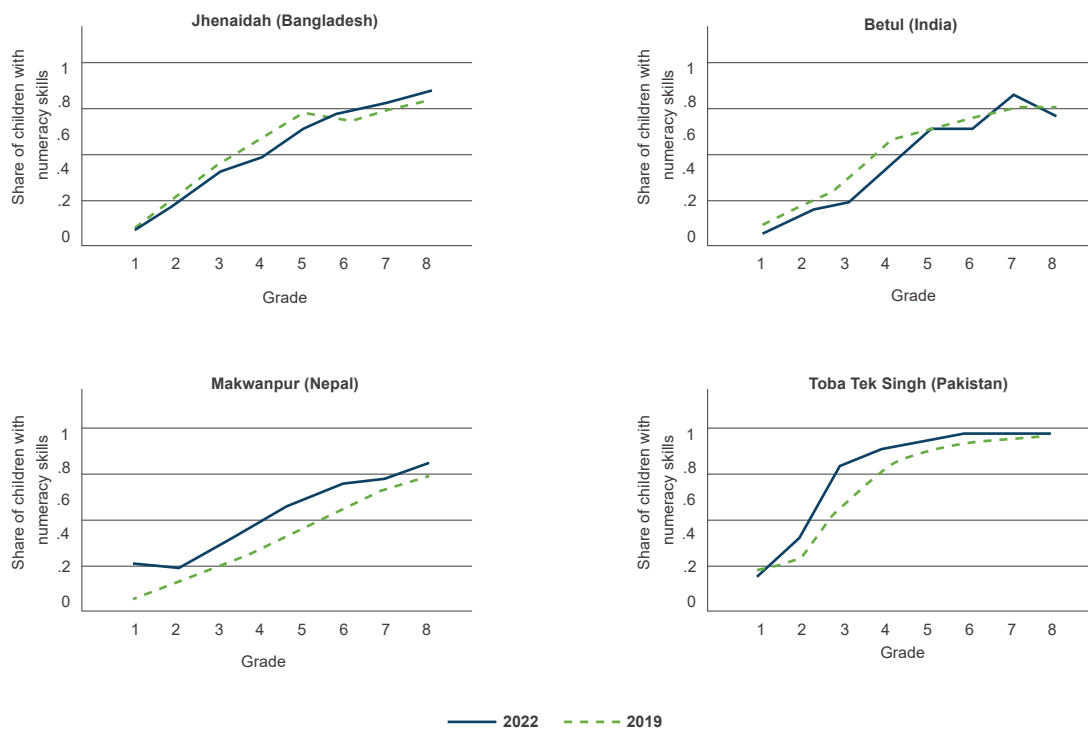 Jhenaidah (Bangladesh)
Share of children with
numeracy skills
1
.8
.6
.4
.2
0
1 2 3 4 5 6 7 8
Grade
Betul (India)
Share of children with
numeracy skills
1
.8
.6
.4
.2
0
1 2 3 4 5 6 7 8
Grade
Makwanpur (Nepal)
Share of children with
numeracy skills
1
.8
.6
.4
.2
0
1 2 3 4 5 6 7 8
Grade
Toba Tek Singh (Pakistan)
Share of children with
numeracy skills
1
.8
.6
.4
.2
0
1 2 3 4 5 6 7 8
Grade
2022 2019